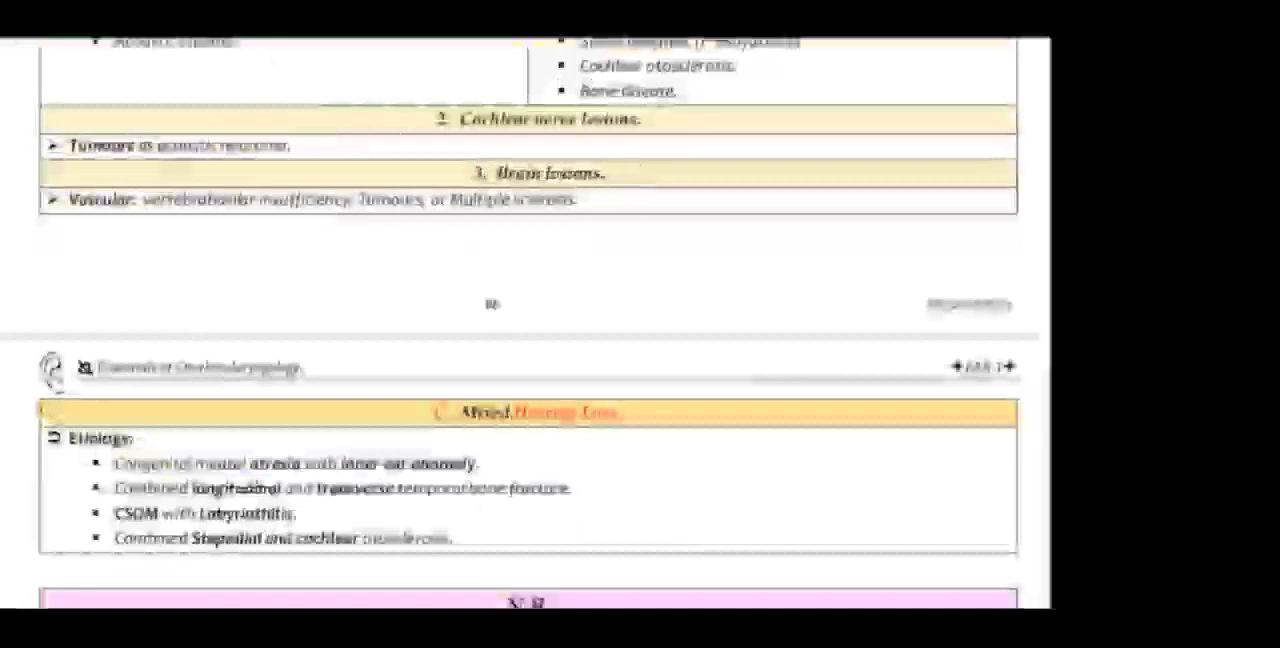 Cochlear otosclerosis.
Bone disease.
2. Cochlear nerve lesions.
➤ Tumours as acoustic neuroma.
3. Brain lesions.
➤ Vascular: vertebrobasilar insufficiency, Tumours, or Multiple sclerosis.
C. Mixed Hearing Loss.
➲ Etiology:
▪ Congenital meatal atresia with inner ear anomaly.
▪ Combined longitudinal and transverse temporal bone fracture.
▪ CSOM with Labyrinthitis.
▪ Combined Stapedial and cochlear otosclerosis.
N.B.